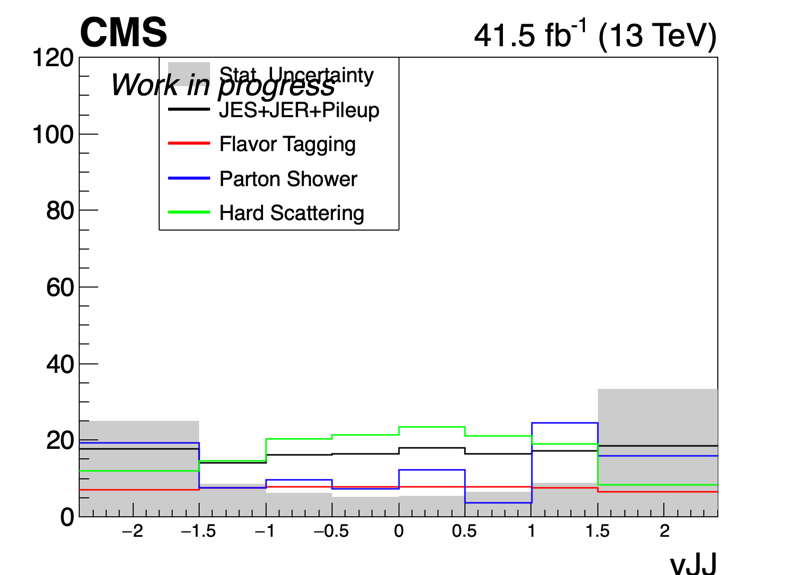 CMS
41.5 fb⁻¹ (13 TeV)
Work in progress
Stat. Uncertainty
JES+JER+Pileup
Flavor Tagging
Parton Shower
Hard Scattering
120
100
80
60
40
20
0
−2 −1.5 −1 −0.5 0 0.5 1 1.5 2
yJJ